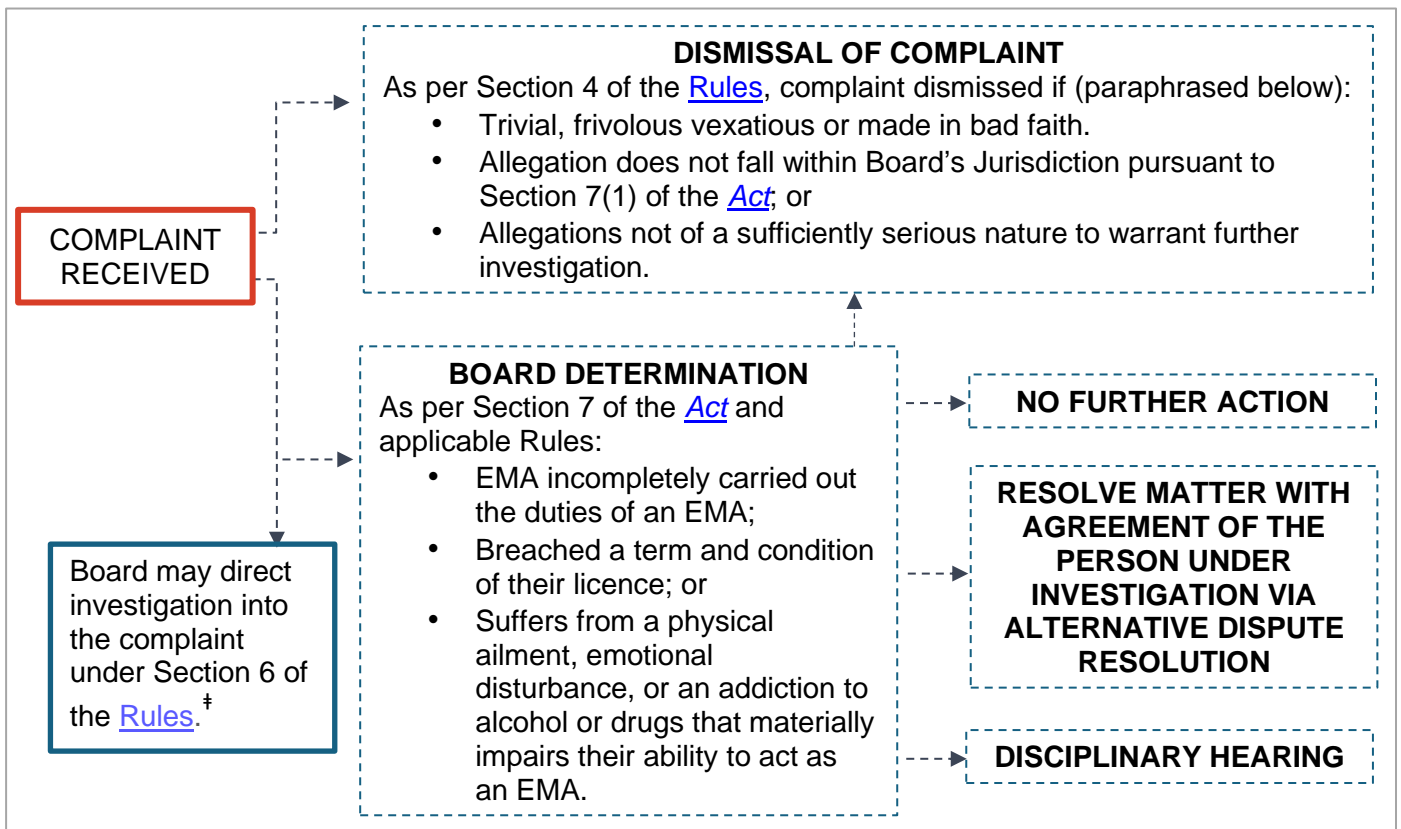 DISMISSAL OF COMPLAINT
As per Section 4 of the Rules, complaint dismissed if (paraphrased below):
• Trivial, frivolous vexatious or made in bad faith.
• Allegation does not fall within Board's Jurisdiction pursuant to
Section 7(1) of the Act; or
• Allegations not of a sufficiently serious nature to warrant further
investigation.
COMPLAINT
RECEIVED
BOARD DETERMINATION
As per Section 7 of the Act and
applicable Rules:
• EMA incompletely carried out
the duties of an EMA;
• Breached a term and condition
of their licence; or
• Suffers from a physical
ailment, emotional
disturbance, or an addiction to
alcohol or drugs that materially
impairs their ability to act as
an EMA.
NO FURTHER ACTION
RESOLVE MATTER WITH
AGREEMENT OF THE
PERSON UNDER
INVESTIGATION VIA
ALTERNATIVE DISPUTE
RESOLUTION
DISCIPLINARY HEARING
Board may direct
investigation into
the complaint
under Section 6 of
the Rules.ǂ